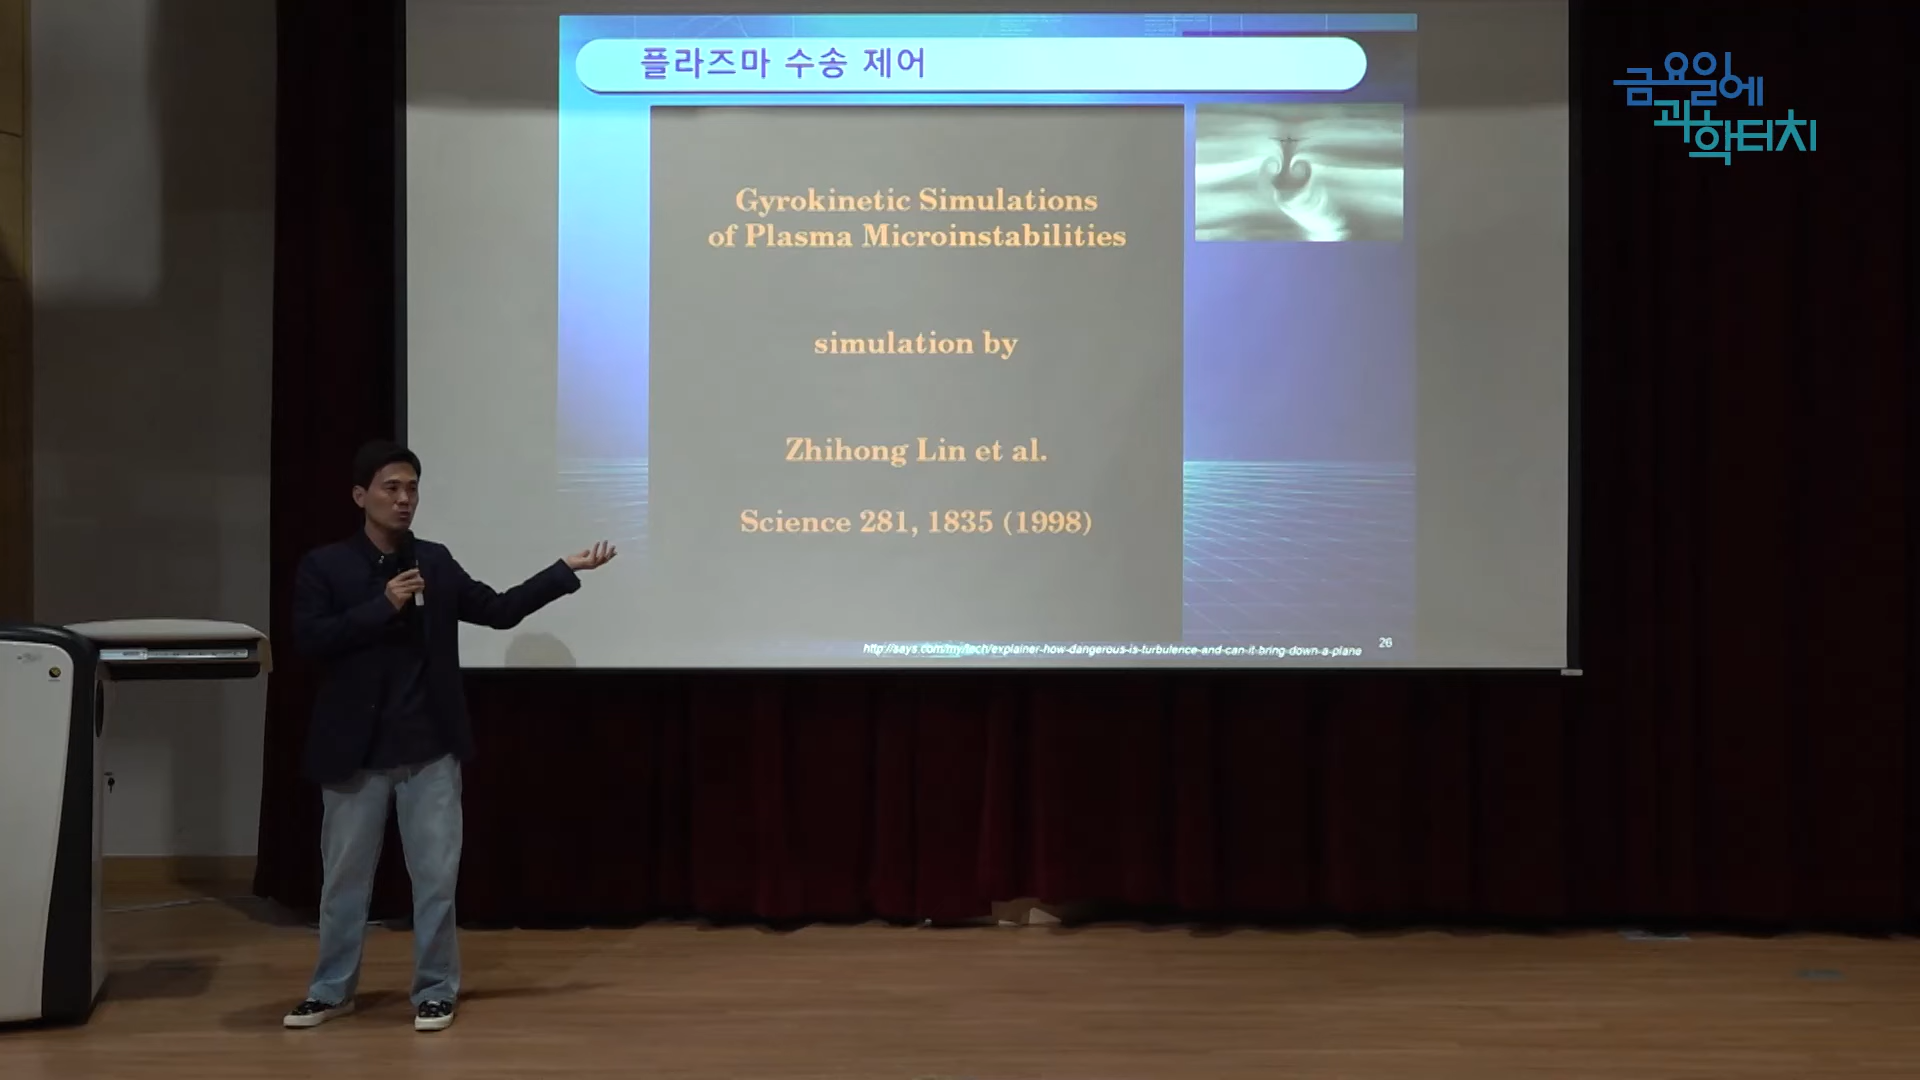 플라즈마 수송 제어
Gyrokinetic Simulations
of Plasma Microinstabilities
simulation by
Zhihong Lin et al.
Science 281, 1835 (1998)
http://says.com/my/tech/explainer-how-dangerous-is-turbulence-and-can-it-bring-down-a-plane
26
금요일에
과학터치